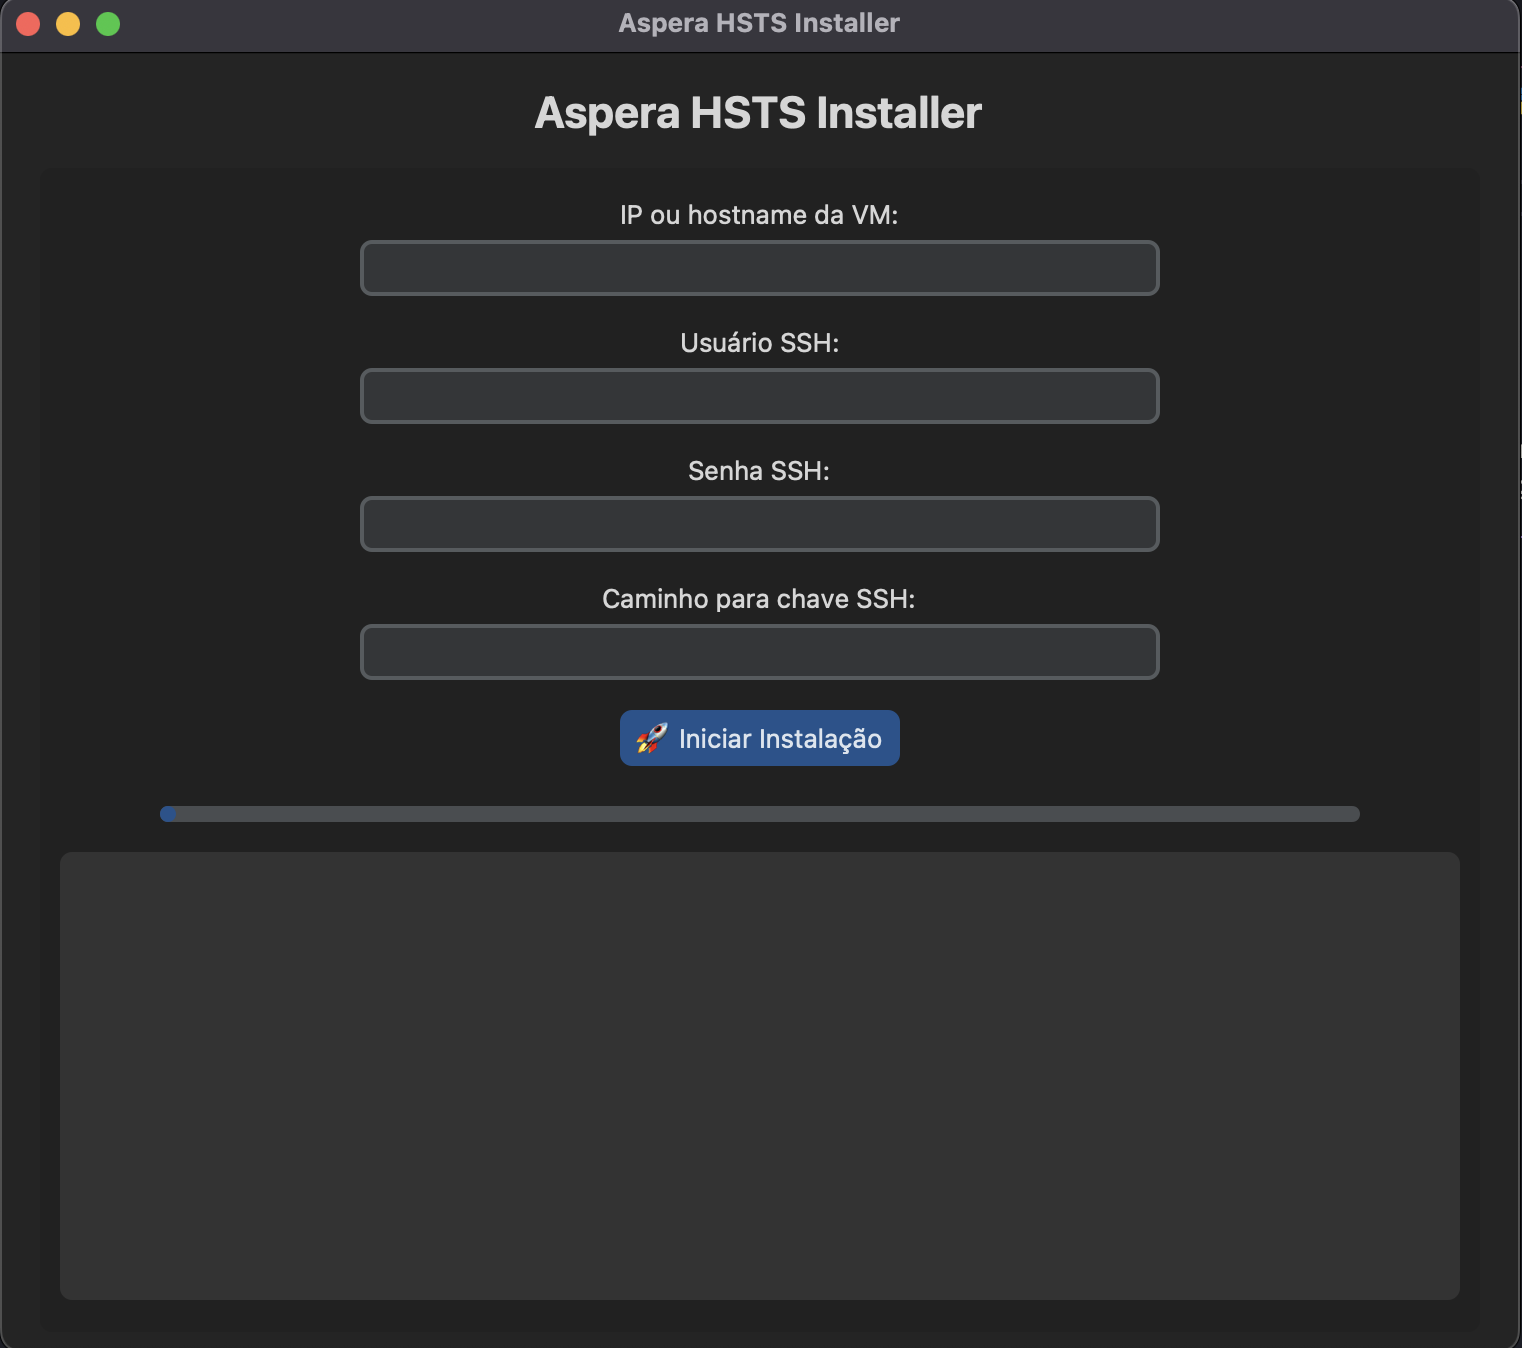 Aspera HSTS Installer
Aspera HSTS Installer
IP ou hostname da VM:
Usuário SSH:
Senha SSH:
Caminho para chave SSH:
🚀 Iniciar Instalação